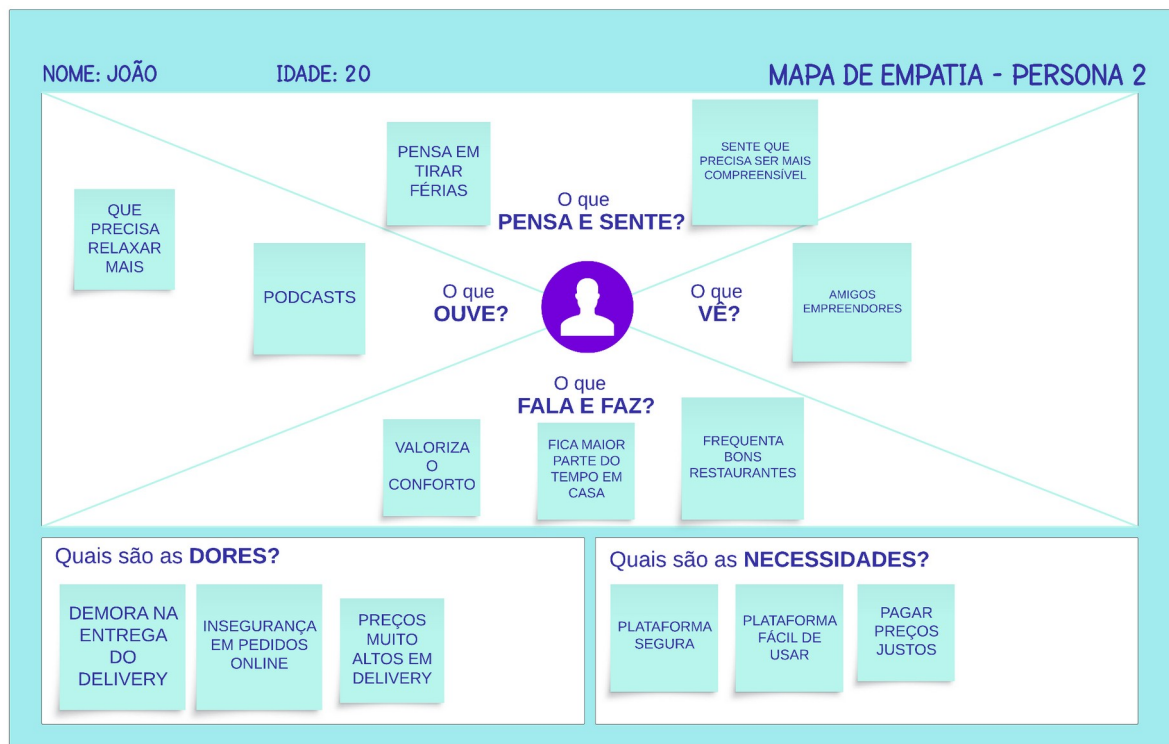 NOME: JOÃO
IDADE: 20
MAPA DE EMPATIA - PERSONA 2
PENSA EM
TIRAR
FÉRIAS
SENTE QUE
PRECISA SER MAIS
COMPREENSÍVEL
O que
PENSA E SENTE?
QUE
PRECISA
RELAXAR
MAIS
PODCASTS
O que
OUVE?
O que
VÊ?
AMIGOS
EMPREENDORES
O que
FALA E FAZ?
VALORIZA
O
CONFORTO
FICA MAIOR
PARTE DO
TEMPO EM
CASA
FREQUENTA
BONS
RESTAURANTES
Quais são as DORES?
DEMORA NA
ENTREGA
DO
DELIVERY
INSEGURANÇA
EM PEDIDOS
ONLINE
PREÇOS
MUITO
ALTOS EM
DELIVERY
Quais são as NECESSIDADES?
PLATAFORMA
SEGURA
PLATAFORMA
FÁCIL DE
USAR
PAGAR
PREÇOS
JUSTOS